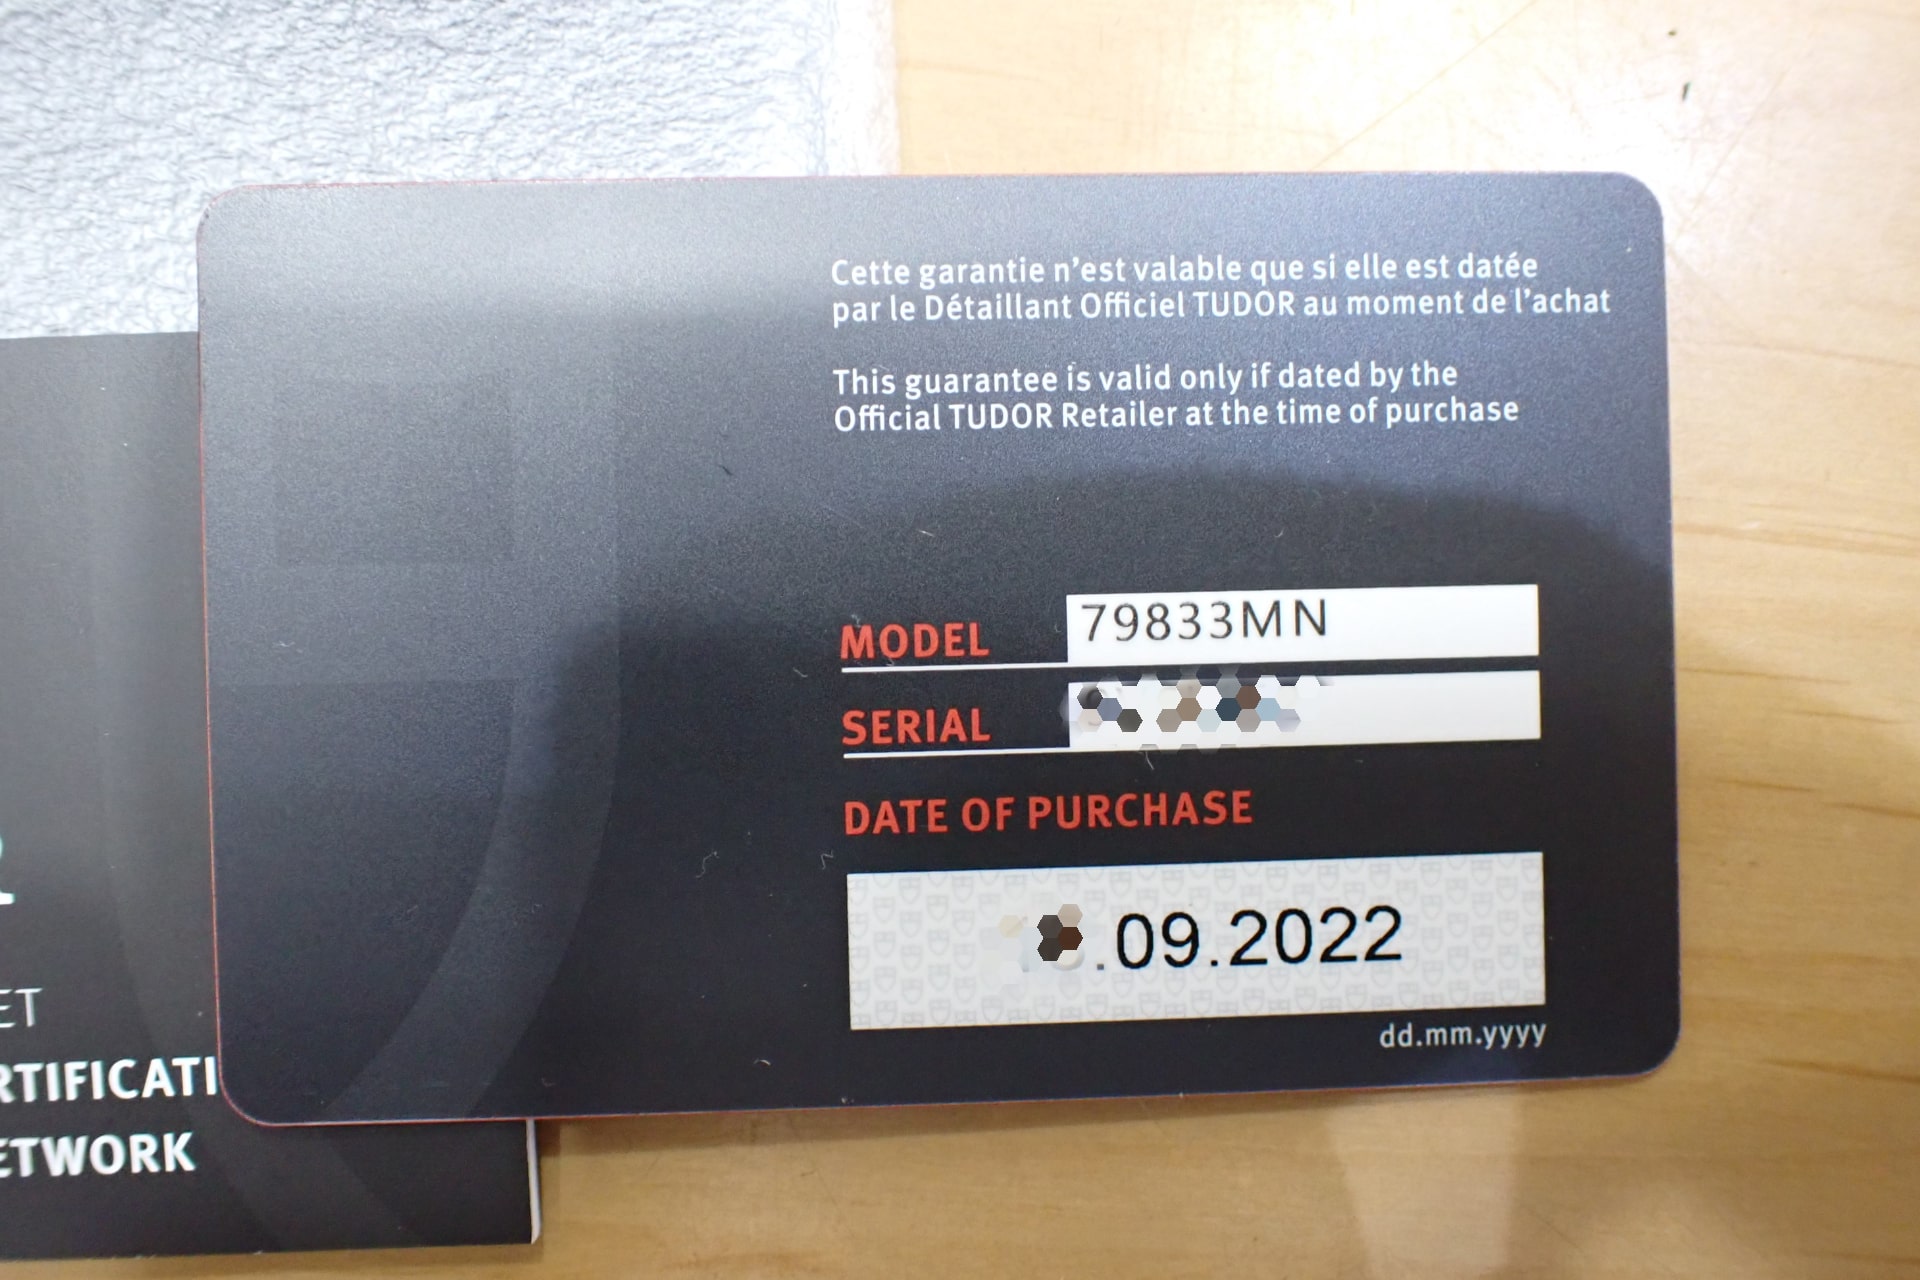 Cette garantie n'est valable que si elle est datée
par le Détaillant Officiel TUDOR au moment de l'achat
This guarantee is valid only if dated by the
Official TUDOR Retailer at the time of purchase
MODEL 79833MN
SERIAL
DATE OF PURCHASE
.09.2022
dd.mm.yyyy
ET
RTIFICATI
ETWORK